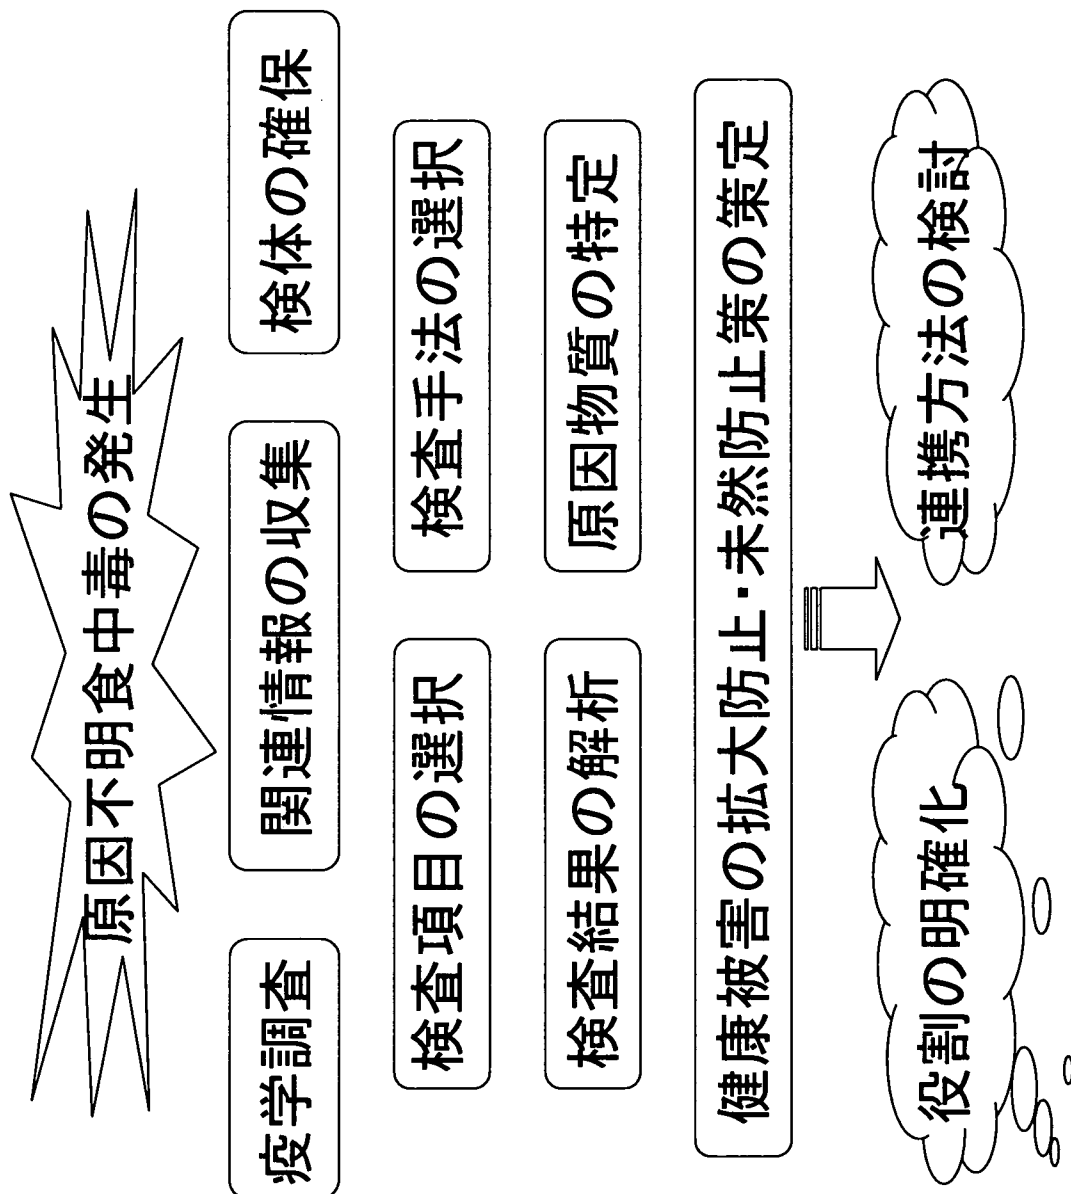 原因不明食中毒の発生
疫学調査
関連情報の収集
検体の確保
検査項目の選択
検査手法の選択
検査結果の解析
原因物質の特定
健康被害の拡大防止・未然防止策の策定
役割の明確化
連携方法の検討